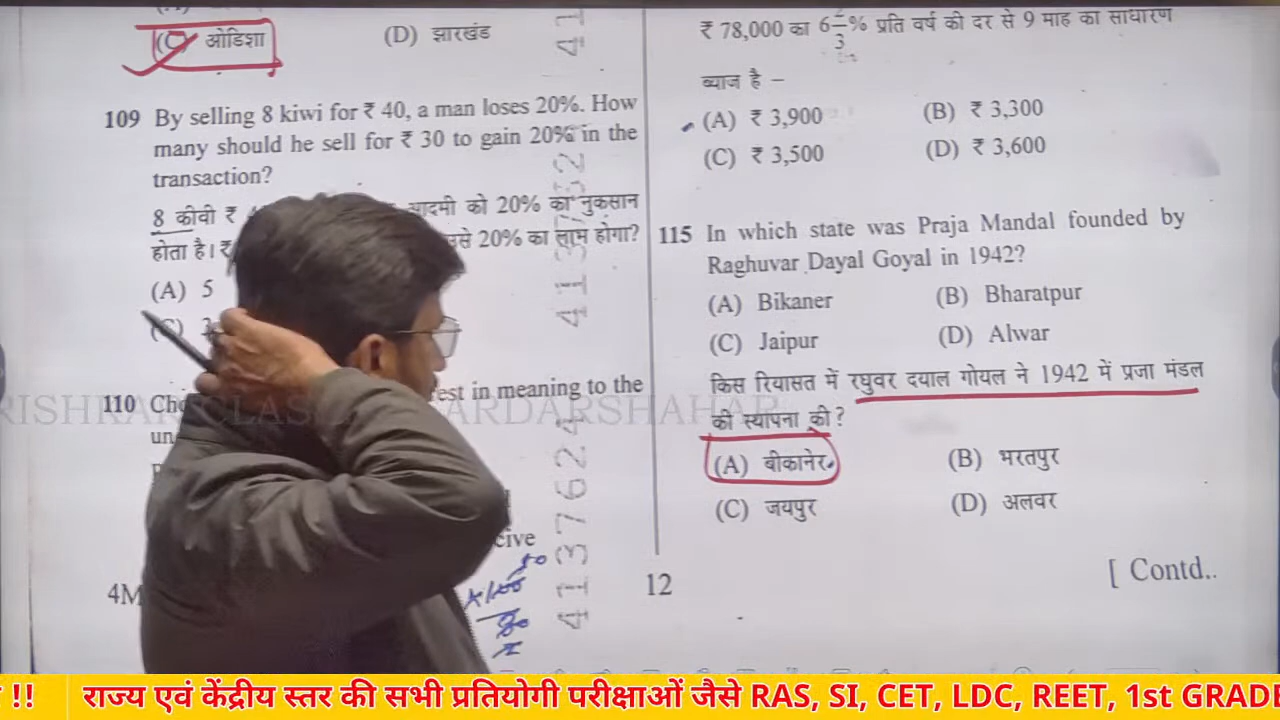 (C) ओडिशा
(D) झारखंड
109 By selling 8 kiwi for ₹ 40, a man loses 20%. How
many should he sell for ₹ 30 to gain 20% in the
transaction?
8 कीवी ₹ आदमी को 20% का नुकसान
होता है। ₹ 20% का लाभ होगा?
(A) 5
110 rest in meaning to the
4M
12
₹ 78,000 का 6 % प्रति वर्ष की दर से 9 माह का साधारण
3
ब्याज है –
(A) ₹ 3,900
(B) ₹ 3,300
(C) ₹ 3,500
(D) ₹ 3,600
115 In which state was Praja Mandal founded by
Raghuvar Dayal Goyal in 1942?
(A) Bikaner
(B) Bharatpur
(C) Jaipur
(D) Alwar
किस रियासत में रघुवर दयाल गोयल ने 1942 में प्रजा मंडल
की स्थापना की?
(A) बीकानेर
(B) भरतपुर
(C) जयपुर
(D) अलवर
[ Contd..
!! राज्य एवं केंद्रीय स्तर की सभी प्रतियोगी परीक्षाओं जैसे RAS, SI, CET, LDC, REET, 1st GRADE